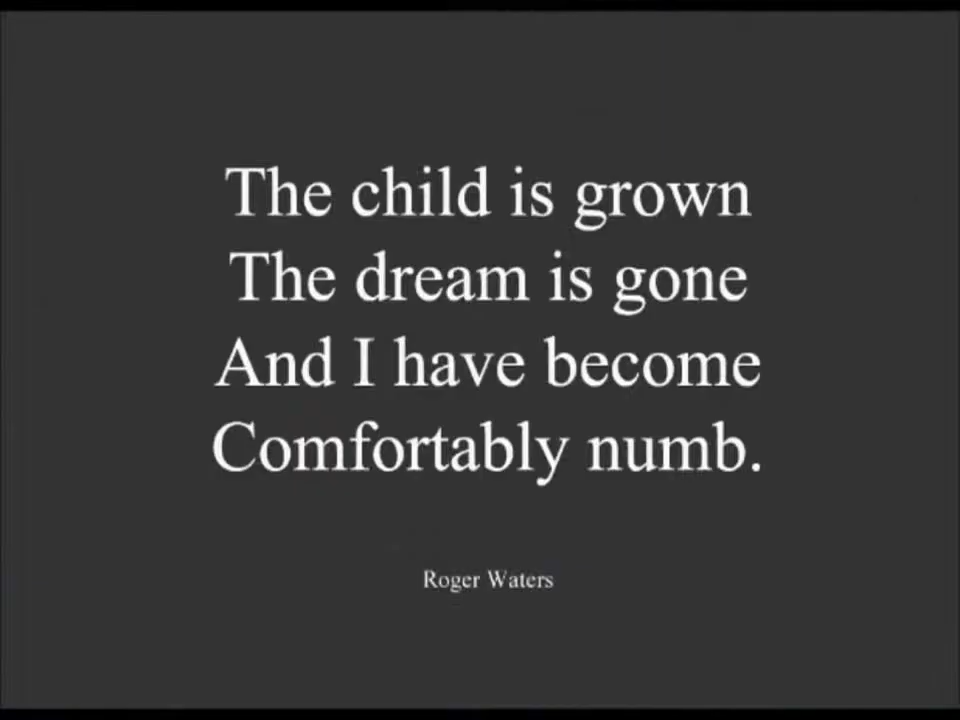 The child is grown
The dream is gone
And I have become
Comfortably numb.
Roger Waters